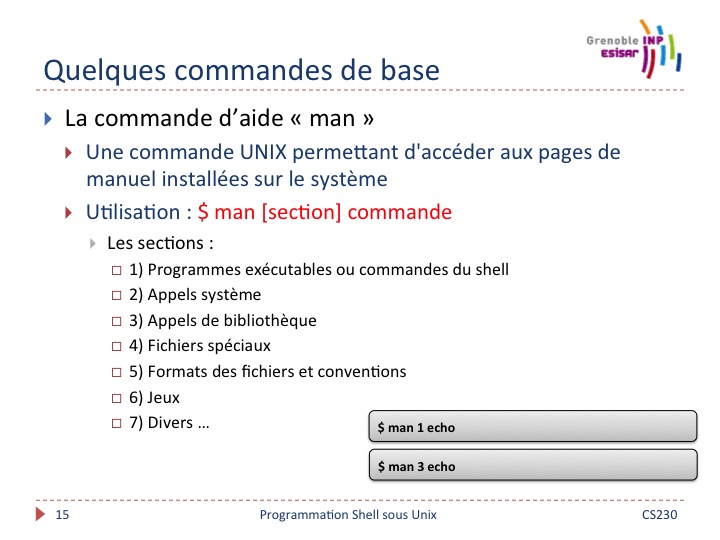 Grenoble INP
esisar
Quelques commandes de base
La commande d’aide « man »
Une commande UNIX permettant d'accéder aux pages de
manuel installées sur le système
Utilisation : $ man [section] commande
Les sections :
1) Programmes exécutables ou commandes du shell
2) Appels système
3) Appels de bibliothèque
4) Fichiers spéciaux
5) Formats des fichiers et conventions
6) Jeux
7) Divers …
$ man 1 echo
$ man 3 echo
15 Programmation Shell sous Unix CS230